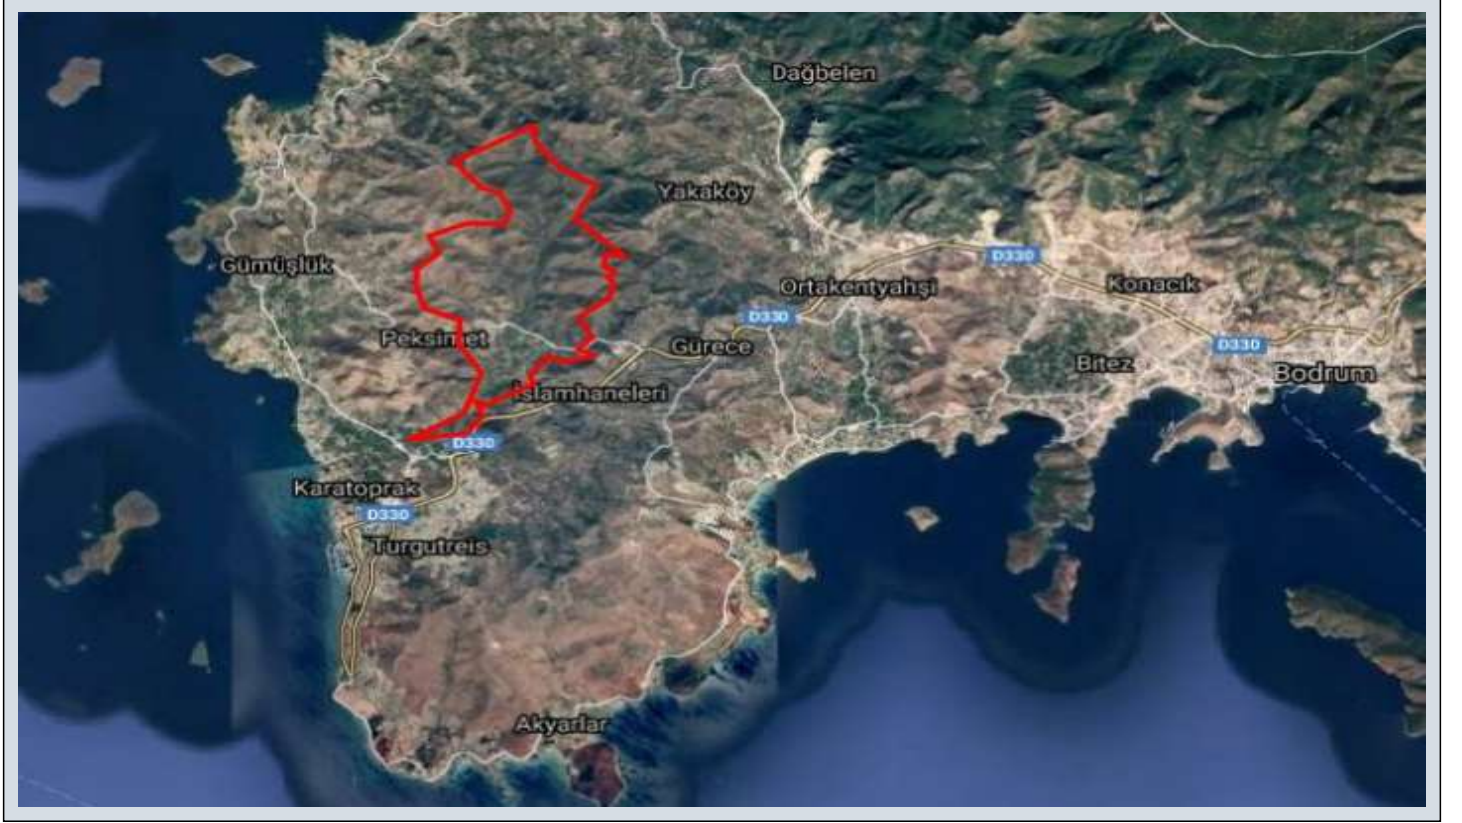 Dağbelen
Yakaköy
Gümüşlük
D330
Ortakentyahşi
Konacık
D330
Peksimet
Gürece
D330
Bitez
Bodrum
İslamhaneleri
D330
Karatoprak
D330
Turgutreis
Akyarlar